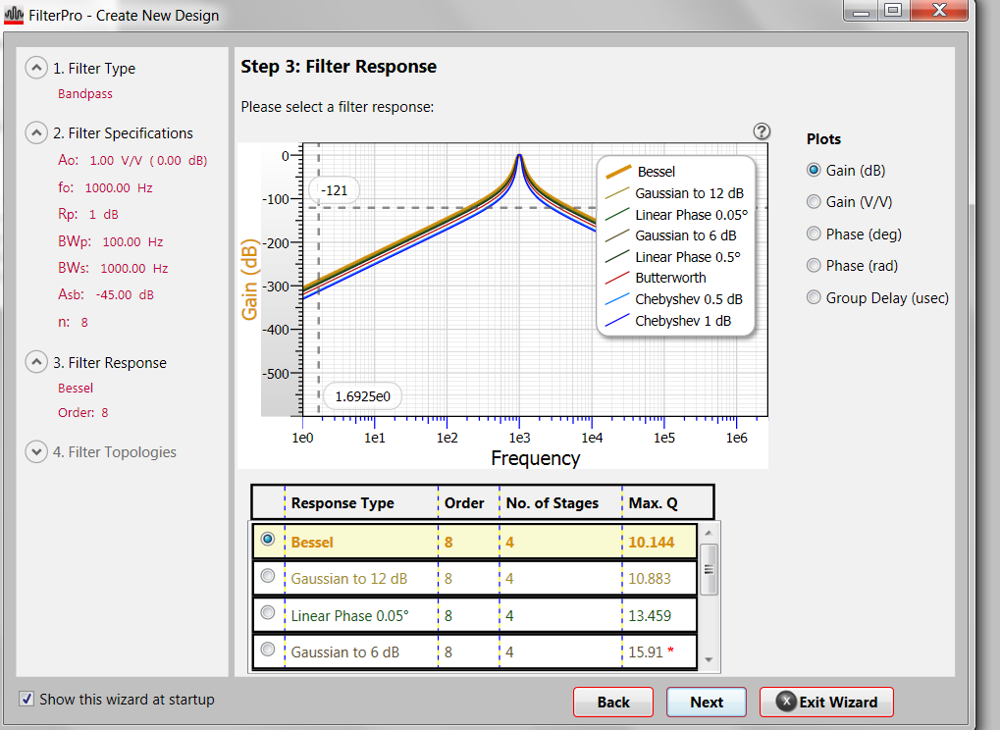 FilterPro - Create New Design
1. Filter Type
Bandpass
2. Filter Specifications
Ao: 1.00 V/V ( 0.00 dB)
fo: 1000.00 Hz
Rp: 1 dB
BWp: 100.00 Hz
BWs: 1000.00 Hz
Asb: -45.00 dB
n: 8
3. Filter Response
Bessel
Order: 8
4. Filter Topologies
Step 3: Filter Response
Please select a filter response:
?
Gain (dB)
0
-100
-200
-300
-400
-500
-121
1.6925e0
1e0 1e1 1e2 1e3 1e4 1e5 1e6
Frequency
Bessel
Gaussian to 12 dB
Linear Phase 0.05°
Gaussian to 6 dB
Linear Phase 0.5°
Butterworth
Chebyshev 0.5 dB
Chebyshev 1 dB
Plots
Gain (dB)
Gain (V/V)
Phase (deg)
Phase (rad)
Group Delay (usec)
Response Type Order No. of Stages Max. Q
Bessel 8 4 10.144
Gaussian to 12 dB 8 4 10.883
Linear Phase 0.05° 8 4 13.459
Gaussian to 6 dB 8 4 15.91 *
Show this wizard at startup
Back
Next
Exit Wizard